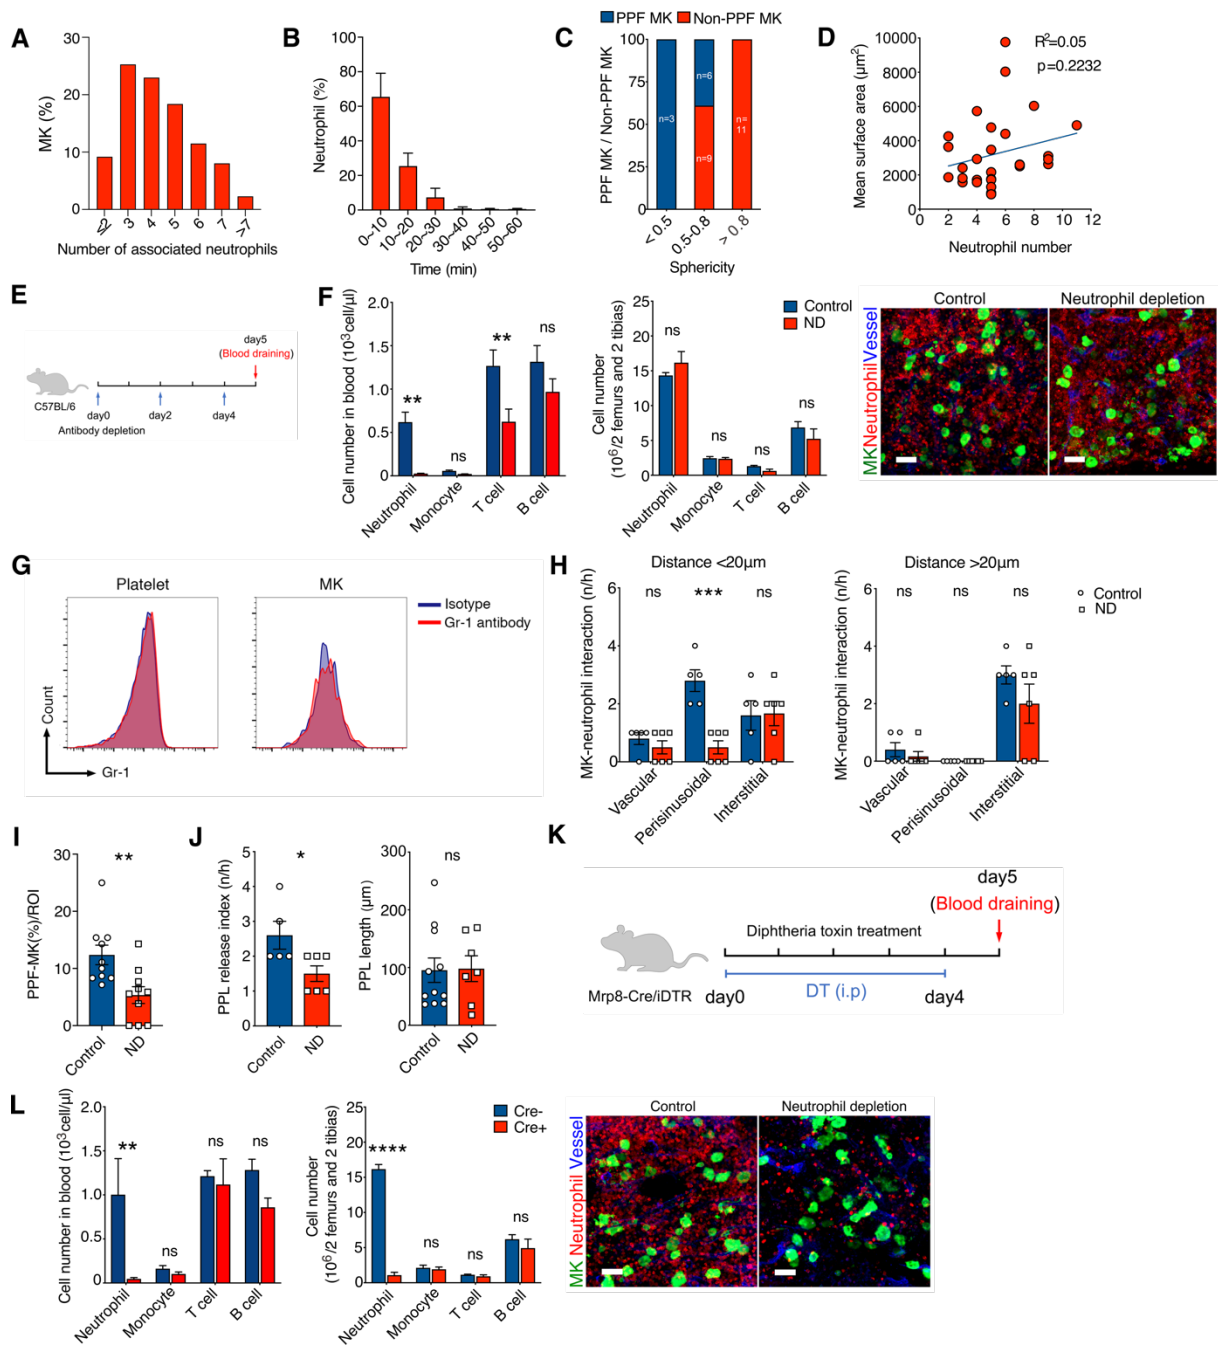 A
MK (%)
30
20
10
0
≤2
3
4
5
6
7
>7
Number of associated neutrophils
B
Neutrophil (%)
100
80
60
40
20
0
0~10
10~20
20~30
30~40
40~50
50~60
Time (min)
C
PPF MK
Non-PPF MK
PPF MK / Non-PPF MK
100
75
50
25
0
n=3
n=6
n=9
n=
11
< 0.5
0.5-0.8
> 0.8
Sphericity
D
Mean surface area (µm²)
10000
8000
6000
4000
2000
0
R²=0.05
p=0.2232
0
2
4
6
8
10
12
Neutrophil number
E
day5
(Blood draining)
C57BL/6
day0
day2
day4
Antibody depletion
F
Cell number in blood (10³cell/µl)
2.0
1.5
1.0
0.5
0
**
ns
**
ns
Neutrophil
Monocyte
T cell
B cell
Cell number
(10⁶/2 femurs and 2 tibias)
25
20
15
10
5
0
ns
ns
ns
ns
Neutrophil
Monocyte
T cell
B cell
Control
ND
Control
Neutrophil depletion
MKNeutrophilVessel
G
Platelet
MK
Isotype
Gr-1 antibody
Count
Gr-1
H
Distance <20µm
MK-neutrophil interaction (n/h)
6
4
2
0
ns
***
ns
Vascular
Perisinusoidal
Interstitial
Distance >20µm
MK-neutrophil interaction (n/h)
6
4
2
0
ns
ns
ns
Vascular
Perisinusoidal
Interstitial
Control
ND
I
PPF-MK(%)/ROI
30
20
10
0
**
Control
ND
J
PPL release index (n/h)
5
4
3
2
1
0
*
Control
ND
PPL length (µm)
300
200
100
0
ns
Control
ND
K
day5
(Blood draining)
Diphtheria toxin treatment
Mrp8-Cre/iDTR
day0
DT (i.p)
day4
L
Cell number in blood (10³cell/µl)
2.0
1.5
1.0
0.5
0
**
ns
ns
ns
Neutrophil
Monocyte
T cell
B cell
Cell number
(10⁶/2 femurs and 2 tibias)
25
20
15
10
5
0
****
ns
ns
ns
Neutrophil
Monocyte
T cell
B cell
Cre-
Cre+
Control
Neutrophil depletion
MK Neutrophil Vessel